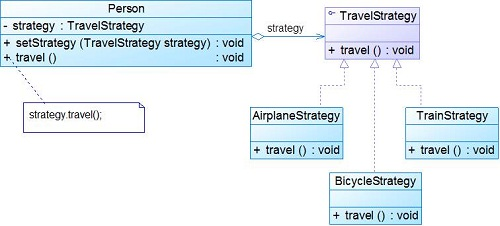 Person
- strategy : TravelStrategy
+ setStrategy (TravelStrategy strategy) : void
+ travel () : void
strategy
TravelStrategy
+ travel () : void
strategy.travel();
AirplaneStrategy
+ travel () : void
TrainStrategy
+ travel () : void
BicycleStrategy
+ travel () : void